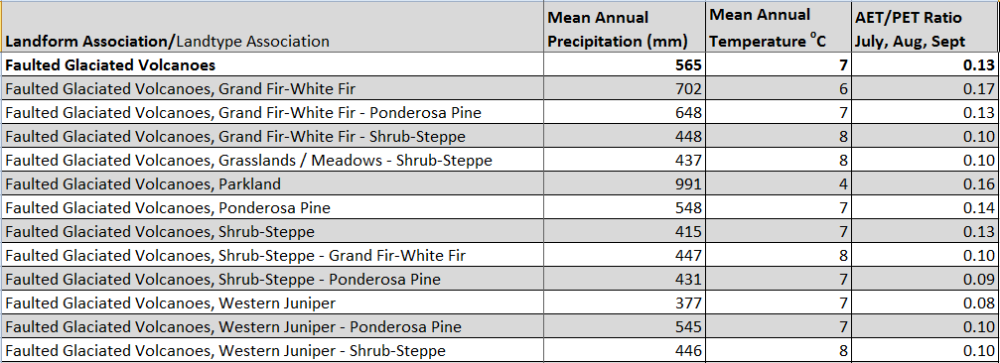 Landform Association/Landtype Association Mean Annual Precipitation (mm) Mean Annual Temperature ⁰C AET/PET Ratio July, Aug, Sept
Faulted Glaciated Volcanoes 565 7 0.13
Faulted Glaciated Volcanoes, Grand Fir-White Fir 702 6 0.17
Faulted Glaciated Volcanoes, Grand Fir-White Fir - Ponderosa Pine 648 7 0.13
Faulted Glaciated Volcanoes, Grand Fir-White Fir - Shrub-Steppe 448 8 0.10
Faulted Glaciated Volcanoes, Grasslands / Meadows - Shrub-Steppe 437 8 0.10
Faulted Glaciated Volcanoes, Parkland 991 4 0.16
Faulted Glaciated Volcanoes, Ponderosa Pine 548 7 0.14
Faulted Glaciated Volcanoes, Shrub-Steppe 415 7 0.13
Faulted Glaciated Volcanoes, Shrub-Steppe - Grand Fir-White Fir 447 8 0.10
Faulted Glaciated Volcanoes, Shrub-Steppe - Ponderosa Pine 431 7 0.09
Faulted Glaciated Volcanoes, Western Juniper 377 7 0.08
Faulted Glaciated Volcanoes, Western Juniper - Ponderosa Pine 545 7 0.10
Faulted Glaciated Volcanoes, Western Juniper - Shrub-Steppe 446 8 0.10